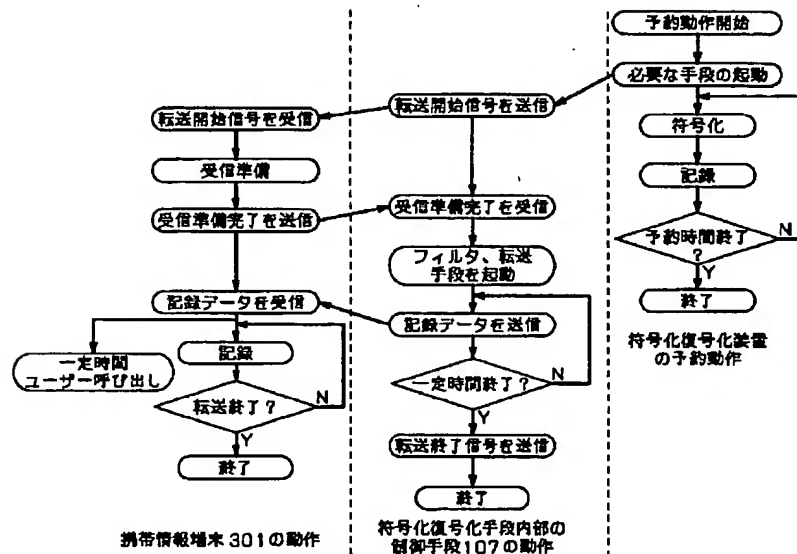 予約動作開始
必要な手段の起動
符号化
記録
予約時間終了
?
N
Y
終了
符号化復号化装置
の予約動作
転送開始信号を送信
受信準備完了を受信
フィルタ、転送
手段を起動
記録データを送信
一定時間終了?
N
Y
転送終了信号を送信
終了
符号化復号化手段内部の
制御手段107の動作
転送開始信号を受信
受信準備
受信準備完了を送信
記録データを受信
一定時間
ユーザー呼び出し
記録
転送終了?
N
Y
終了
携帯情報端末301の動作